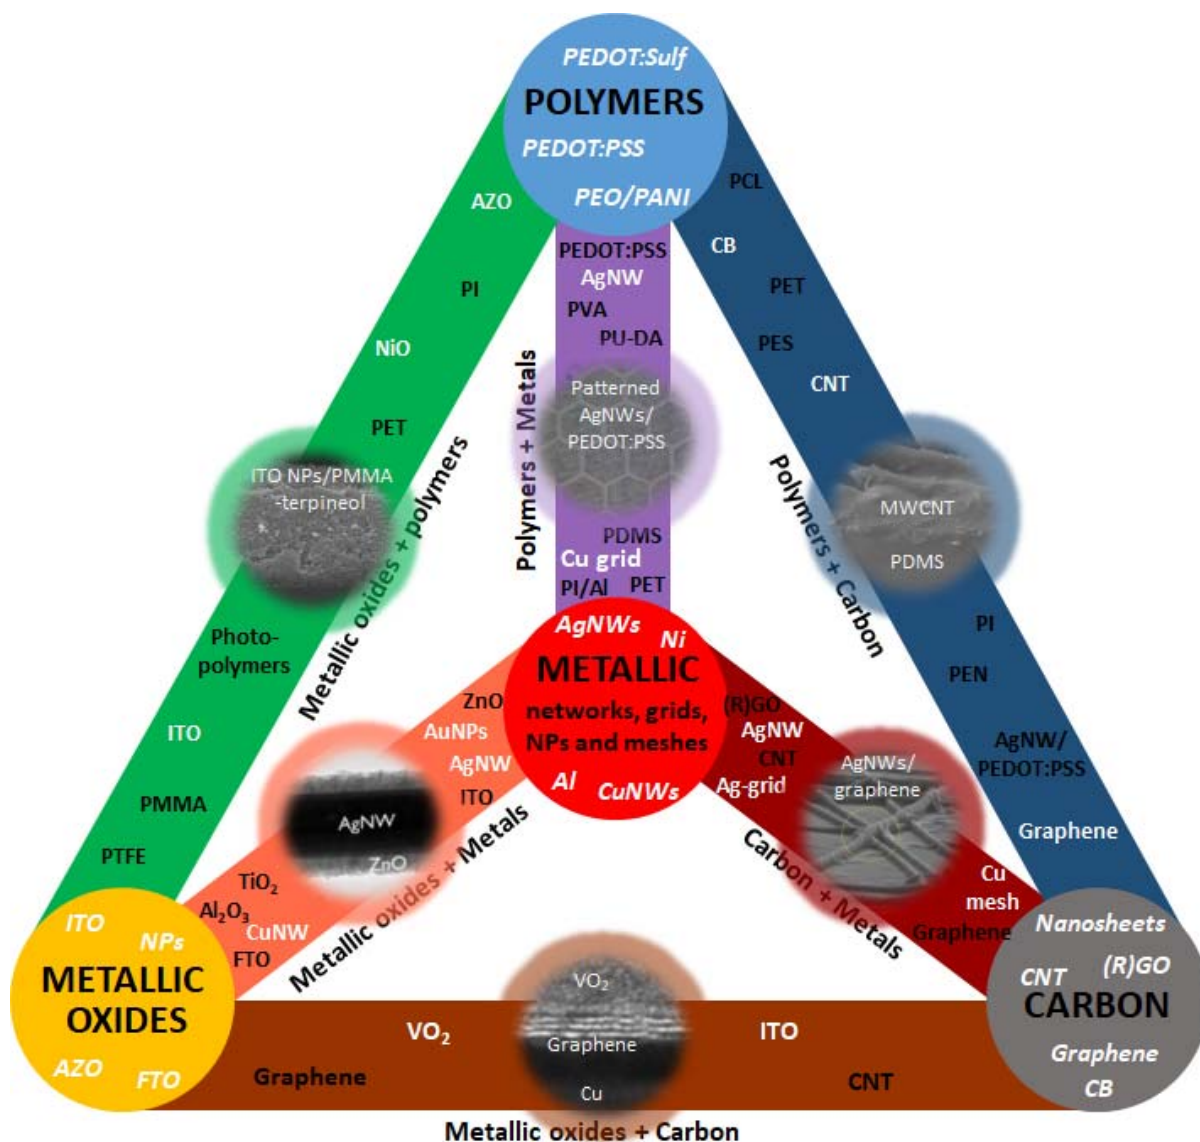 PEDOT:Sulf
POLYMERS
PEDOT:PSS
PEO/PANI
AZO
PI
NiO
PET
ITO NPs/PMMA
-terpineol
Metallic oxides + polymers
Photo-
polymers
ITO
PMMA
PTFE
PEDOT:PSS
AgNW
PVA
PU-DA
Polymers + Metals
Patterned
AgNWs/
PEDOT:PSS
PDMS
Cu grid
PI/Al
PET
PCL
CB
PET
PES
CNT
Polymers + Carbon
MWCNT
PDMS
PI
PEN
AgNW/
PEDOT:PSS
Graphene
AgNWs
Ni
METALLIC
networks, grids,
NPs and meshes
Al
CuNWs
ZnO
AuNPs
AgNW
ITO
AgNW
ZnO
Metallic oxides + Metals
TiO₂
Al₂O₃
CuNW
FTO
(R)GO
AgNW
CNT
Ag-grid
AgNWs/
graphene
Carbon + Metals
Cu
mesh
Graphene
ITO
NPs
METALLIC
OXIDES
AZO
FTO
Nanosheets
CNT
(R)GO
CARBON
Graphene
CB
VO₂
Graphene
VO₂
Graphene
Cu
ITO
CNT
Metallic oxides + Carbon